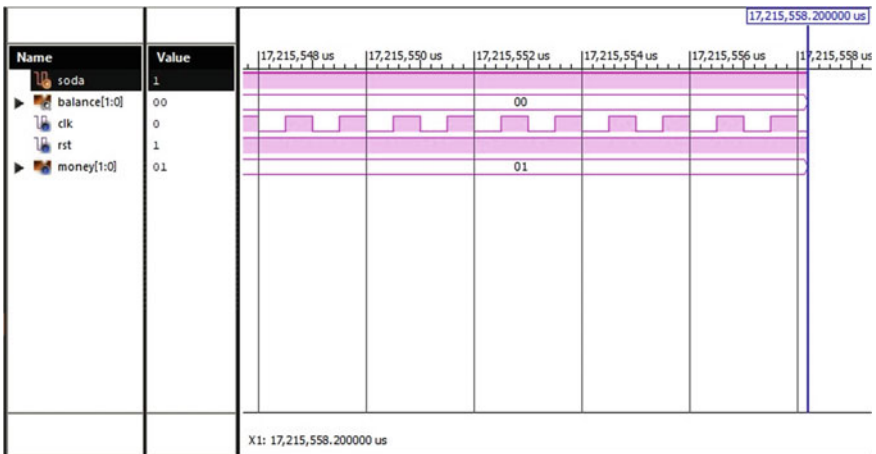 17,215,558.200000 us
Name Value 17,215,548 us 17,215,550 us 17,215,552 us 17,215,554 us 17,215,556 us 17,215,558 us
soda 1
balance[1:0] 00 00
clk 0
rst 1
money[1:0] 01 01
X1: 17,215,558.200000 us